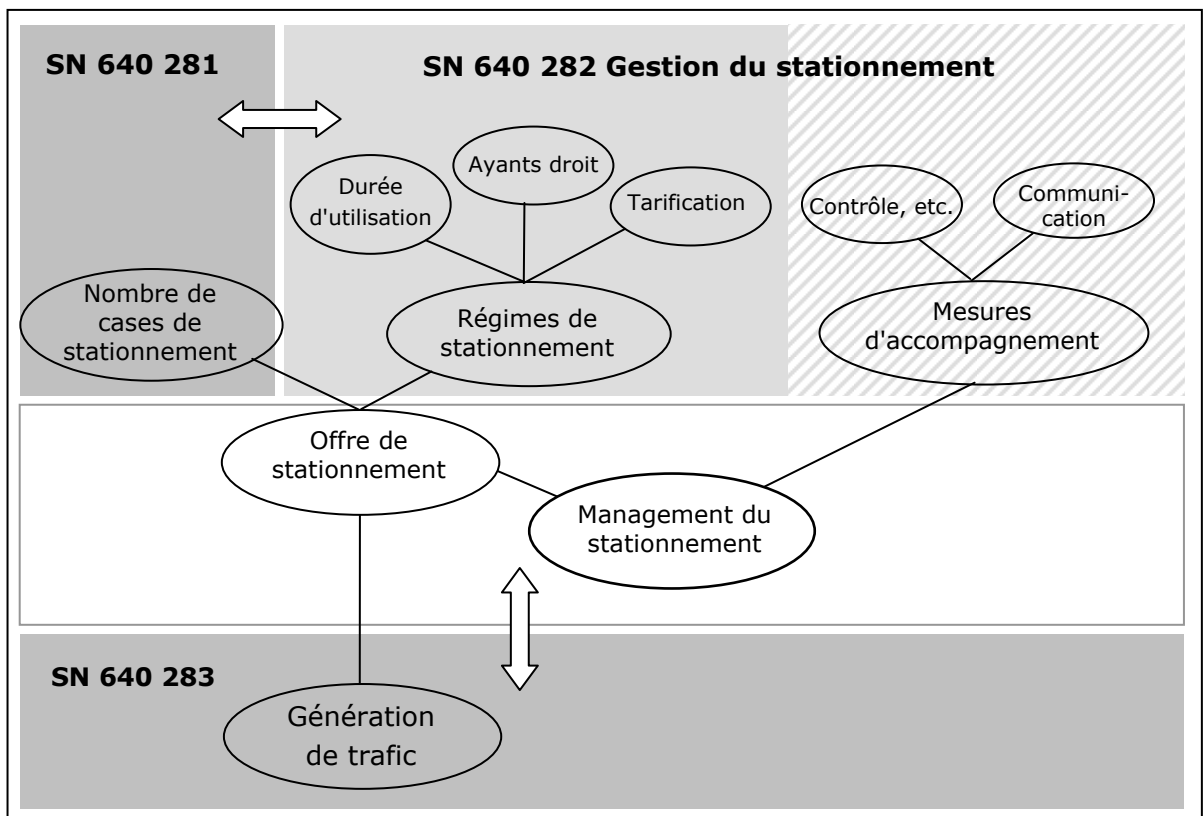 SN 640 281
SN 640 282 Gestion du stationnement
Durée
d'utilisation
Ayants droit
Tarification
Contrôle, etc.
Communi-
cation
Nombre de
cases de
stationnement
Régimes de
stationnement
Mesures
d'accompagnement
Offre de
stationnement
Management du
stationnement
SN 640 283
Génération
de trafic